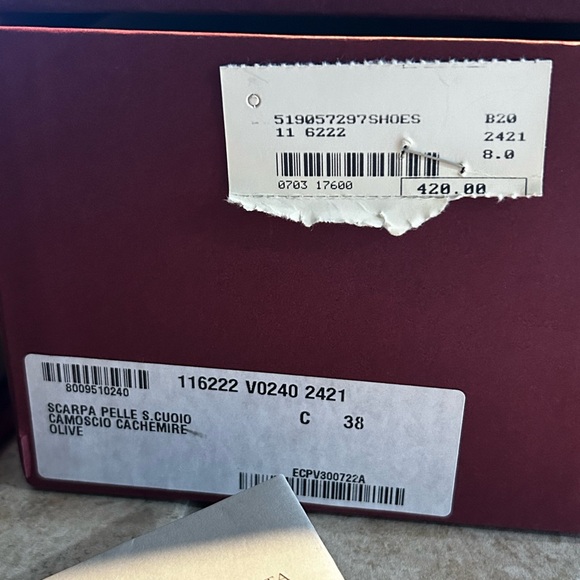 519057297SHOES B20
11 6222 2421
8.0
0703 17600 420.00
116222 V0240 2421
8009510240
SCARPA PELLE S.CUOIO C 38
CAMOSCIO CACHEMIRE
OLIVE
ECPV300722A